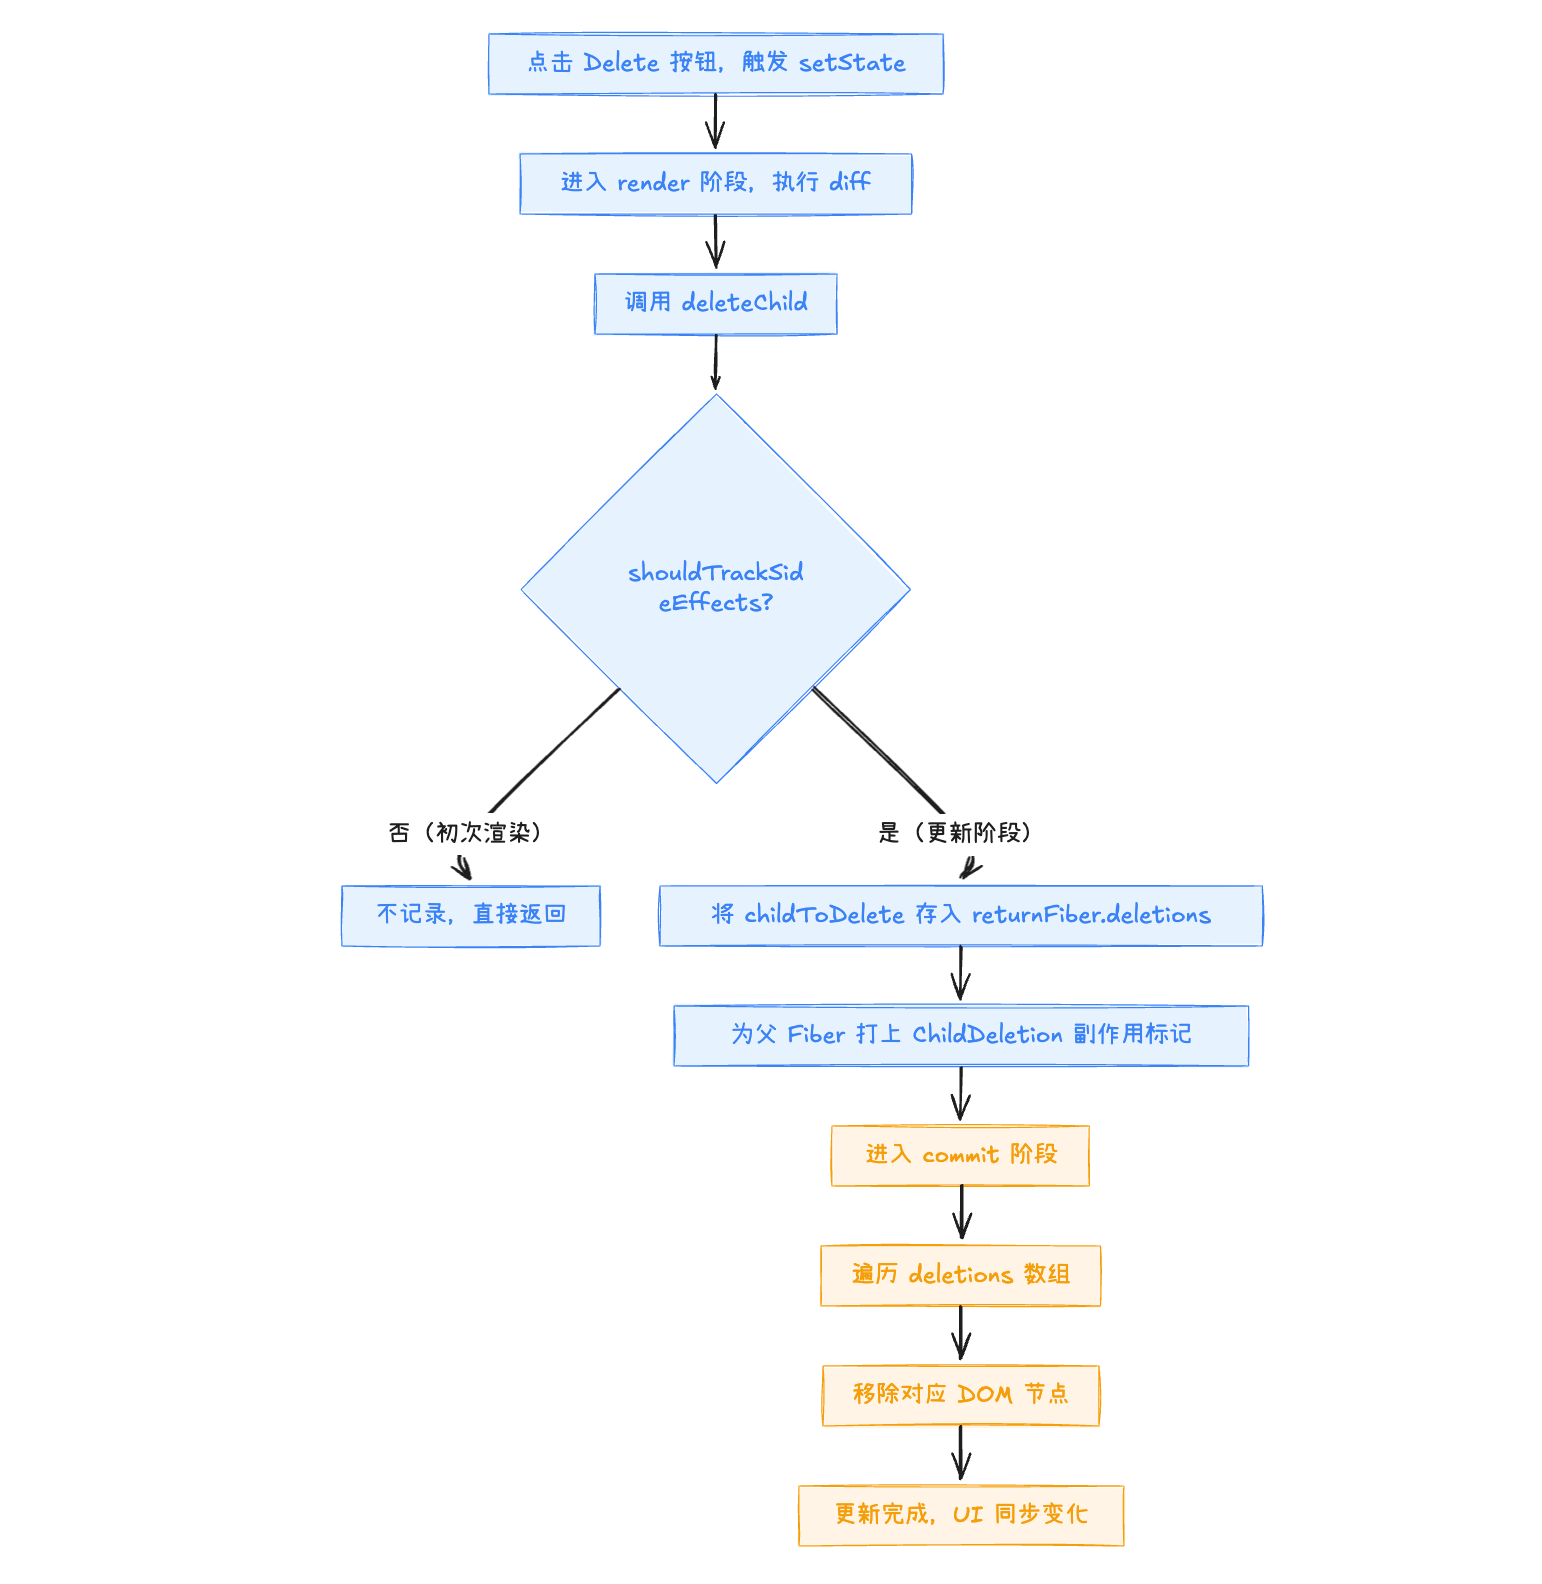 点击 Delete 按钮，触发 setState
进入 render 阶段，执行 diff
调用 deleteChild
shouldTrackSid
eEffects?
否（初次渲染）
是（更新阶段）
不记录，直接返回
将 childToDelete 存入 returnFiber.deletions
为父 Fiber 打上 ChildDeletion 副作用标记
进入 commit 阶段
遍历 deletions 数组
移除对应 DOM 节点
更新完成，UI 同步变化